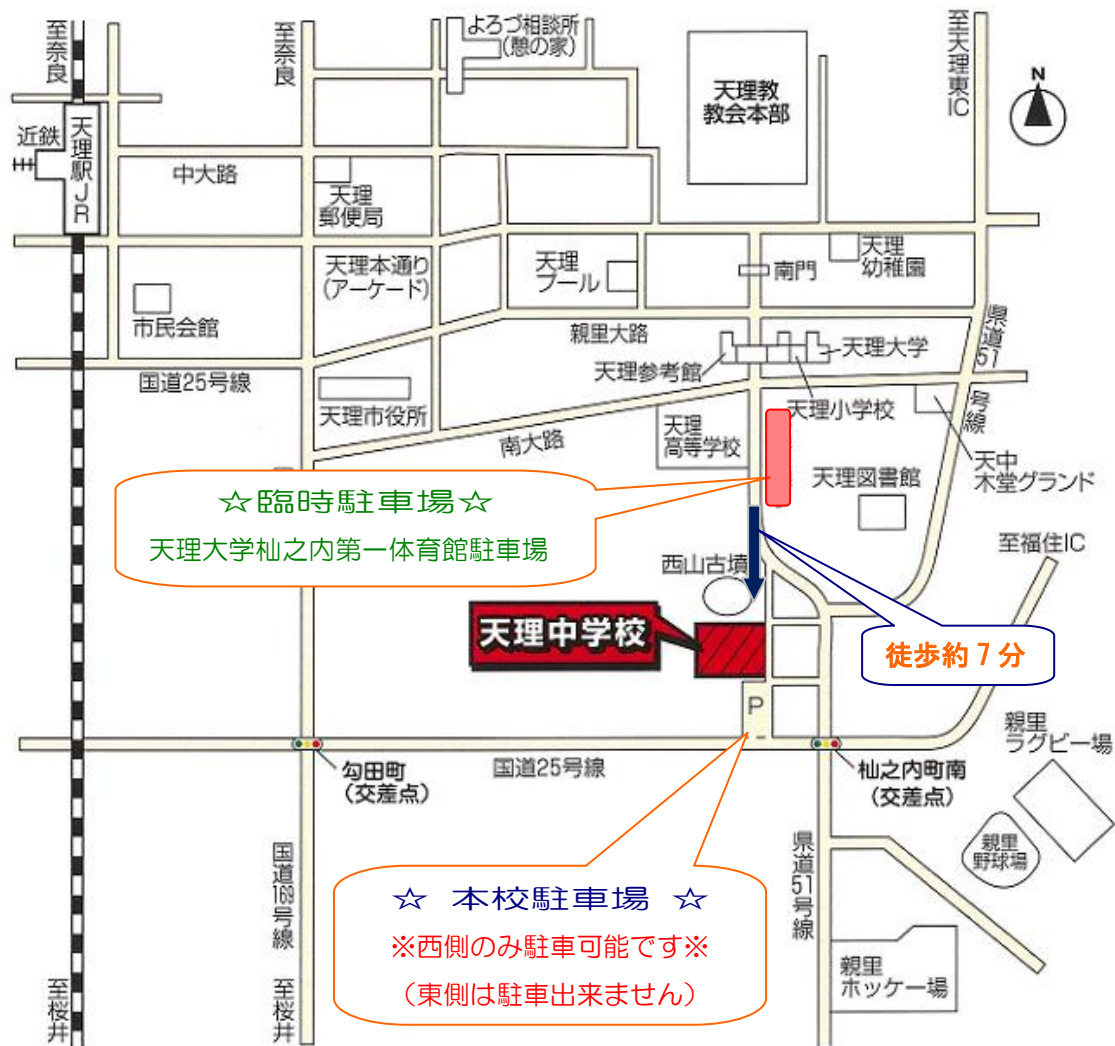 至奈良
至奈良
よろづ相談所
(憩の家)
至天理東IC
N
天理教
教会本部
近鉄
天理駅JR
中大路
天理
郵便局
天理本通り
(アーケード)
天理
プール
南門
天理
幼稚園
市民会館
親里大路
県道51号線
天理参考館
天理大学
国道25号線
天理市役所
天理小学校
南大路
天理
高等学校
天理図書館
天中
木堂グランド
☆臨時駐車場☆
天理大学杣之内第一体育館駐車場
至福住IC
西山古墳
天理中学校
徒歩約7分
P
親里
ラグビー場
勾田町
(交差点)
国道25号線
杣之内町南
(交差点)
親里
野球場
国道169号線
県道51号線
☆ 本校駐車場 ☆
※西側のみ駐車可能です※
(東側は駐車出来ません)
親里
ホッケー場
至桜井
至桜井